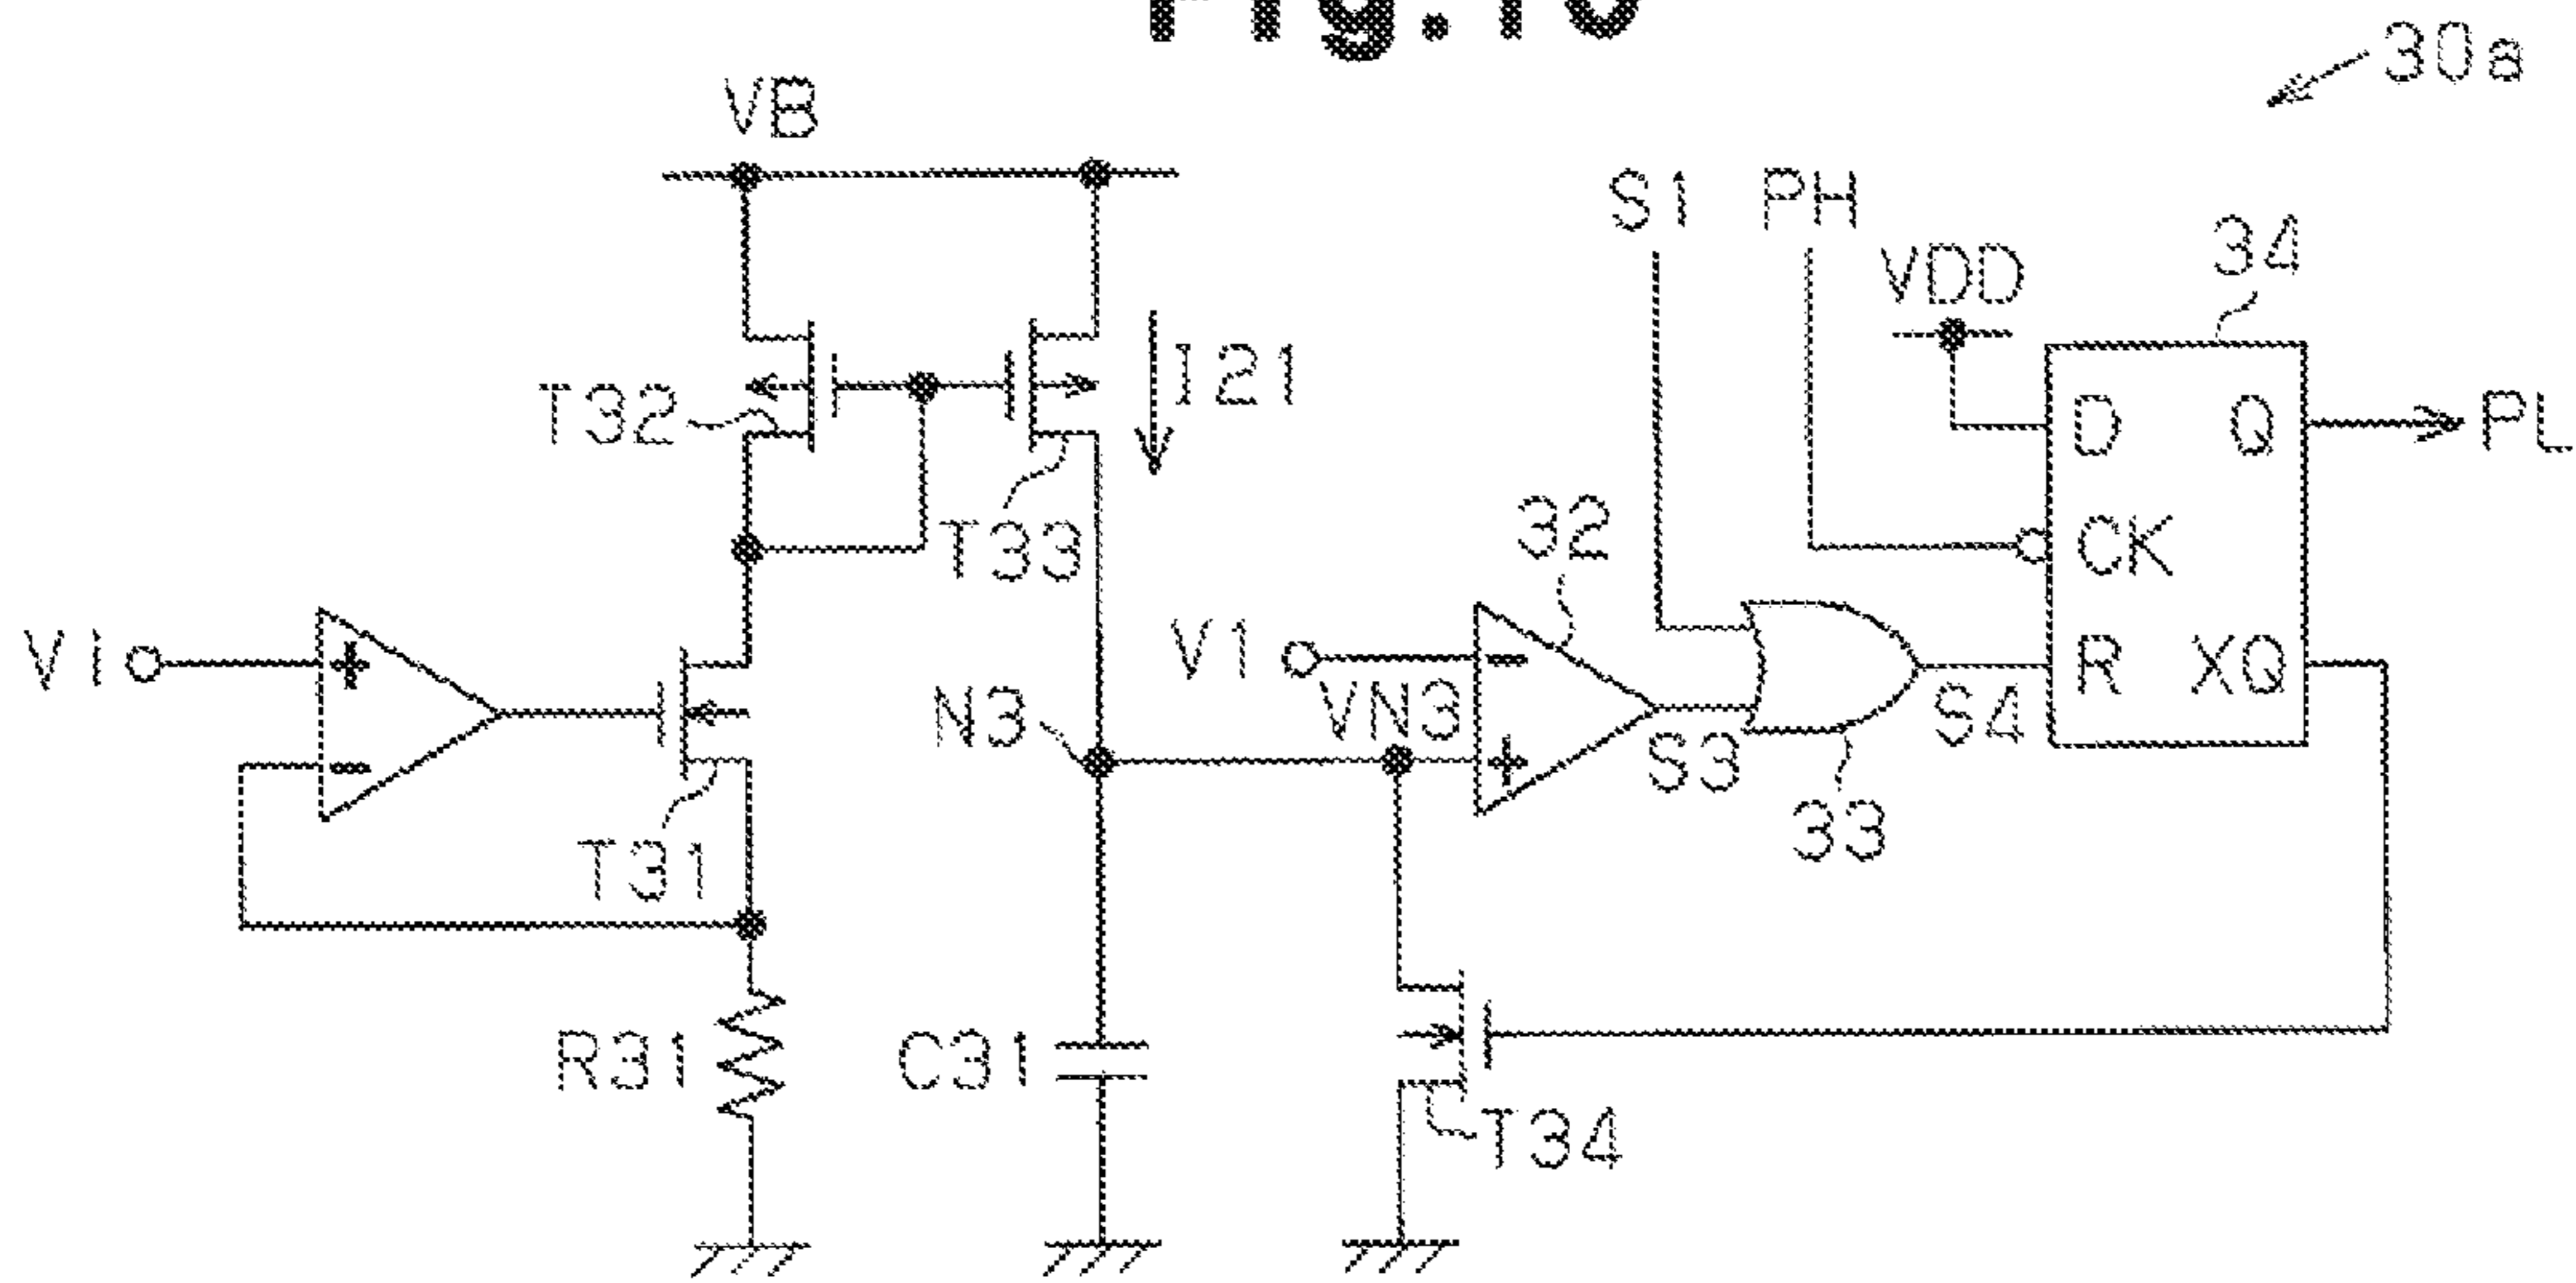 30a
VB
S1
PH
VDD
34
I21
T32
T33
D
Q
PL
CK
32
VI
+
−
V1
−
VN3
+
N3
S3
33
S4
R
XQ
T31
R31
C31
T34